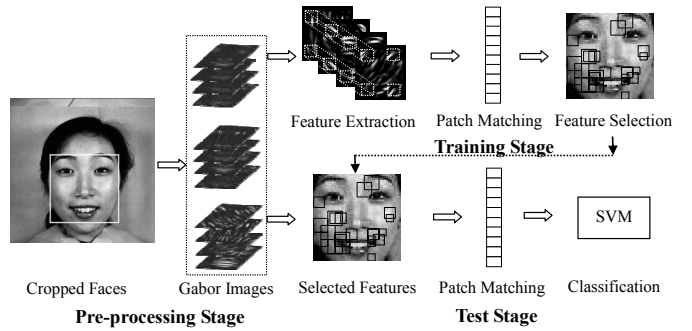 Feature Extraction
Patch Matching
Feature Selection
Training Stage
SVM
Cropped Faces
Gabor Images
Selected Features
Patch Matching
Classification
Pre-processing Stage
Test Stage